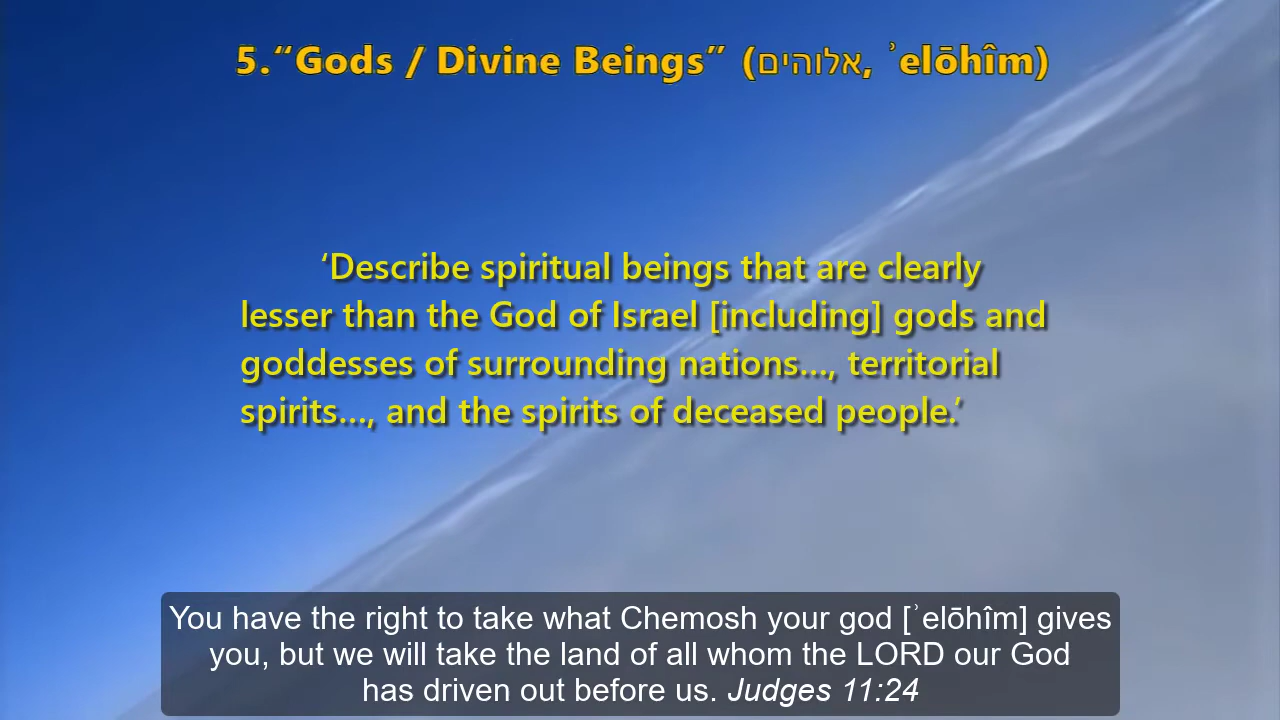 5.“Gods / Divine Beings” (אלוהים, ʾelōhîm)
‘Describe spiritual beings that are clearly
lesser than the God of Israel [including] gods and
goddesses of surrounding nations…, territorial
spirits…, and the spirits of deceased people.’
You have the right to take what Chemosh your god [ʾelōhîm] gives
you, but we will take the land of all whom the LORD our God
has driven out before us. Judges 11:24